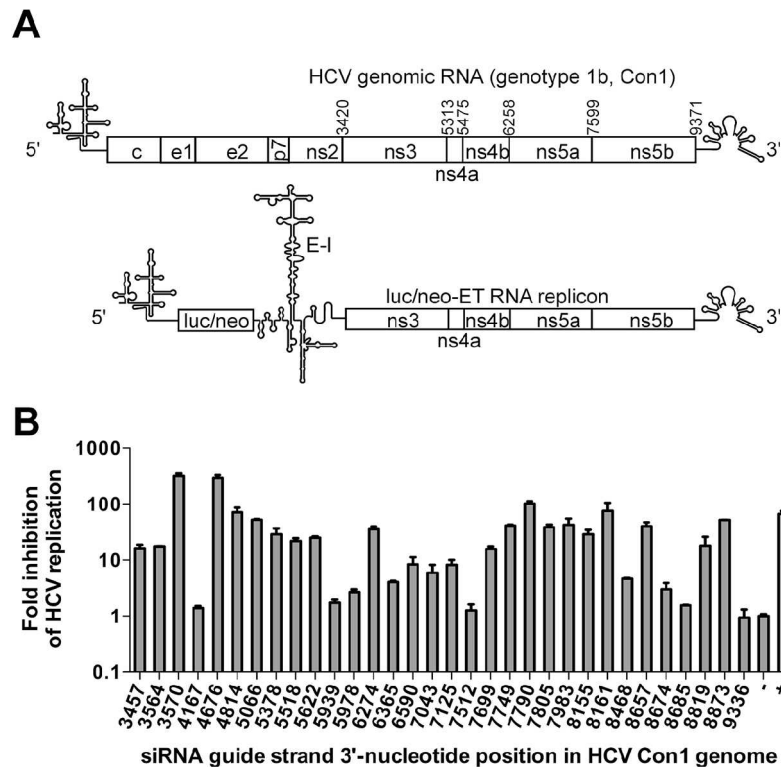 A
HCV genomic RNA (genotype 1b, Con1)
3420
5313
5475
6258
7599
9371
5'
c
e1
e2
p7
ns2
ns3
ns4b
ns5a
ns5b
3'
ns4a
E-I
luc/neo-ET RNA replicon
5'
luc/neo
ns3
ns4b
ns5a
ns5b
3'
ns4a
B
Fold inhibition
of HCV replication
1000
100
10
1
0.1
3457
3564
3570
4167
4676
4814
5066
5378
5518
5622
5939
5978
6274
6365
6590
7043
7125
7512
7699
7749
7790
7805
7983
8155
8161
8468
8657
8674
8685
8819
8873
9336
-
siRNA guide strand 3'-nucleotide position in HCV Con1 genome